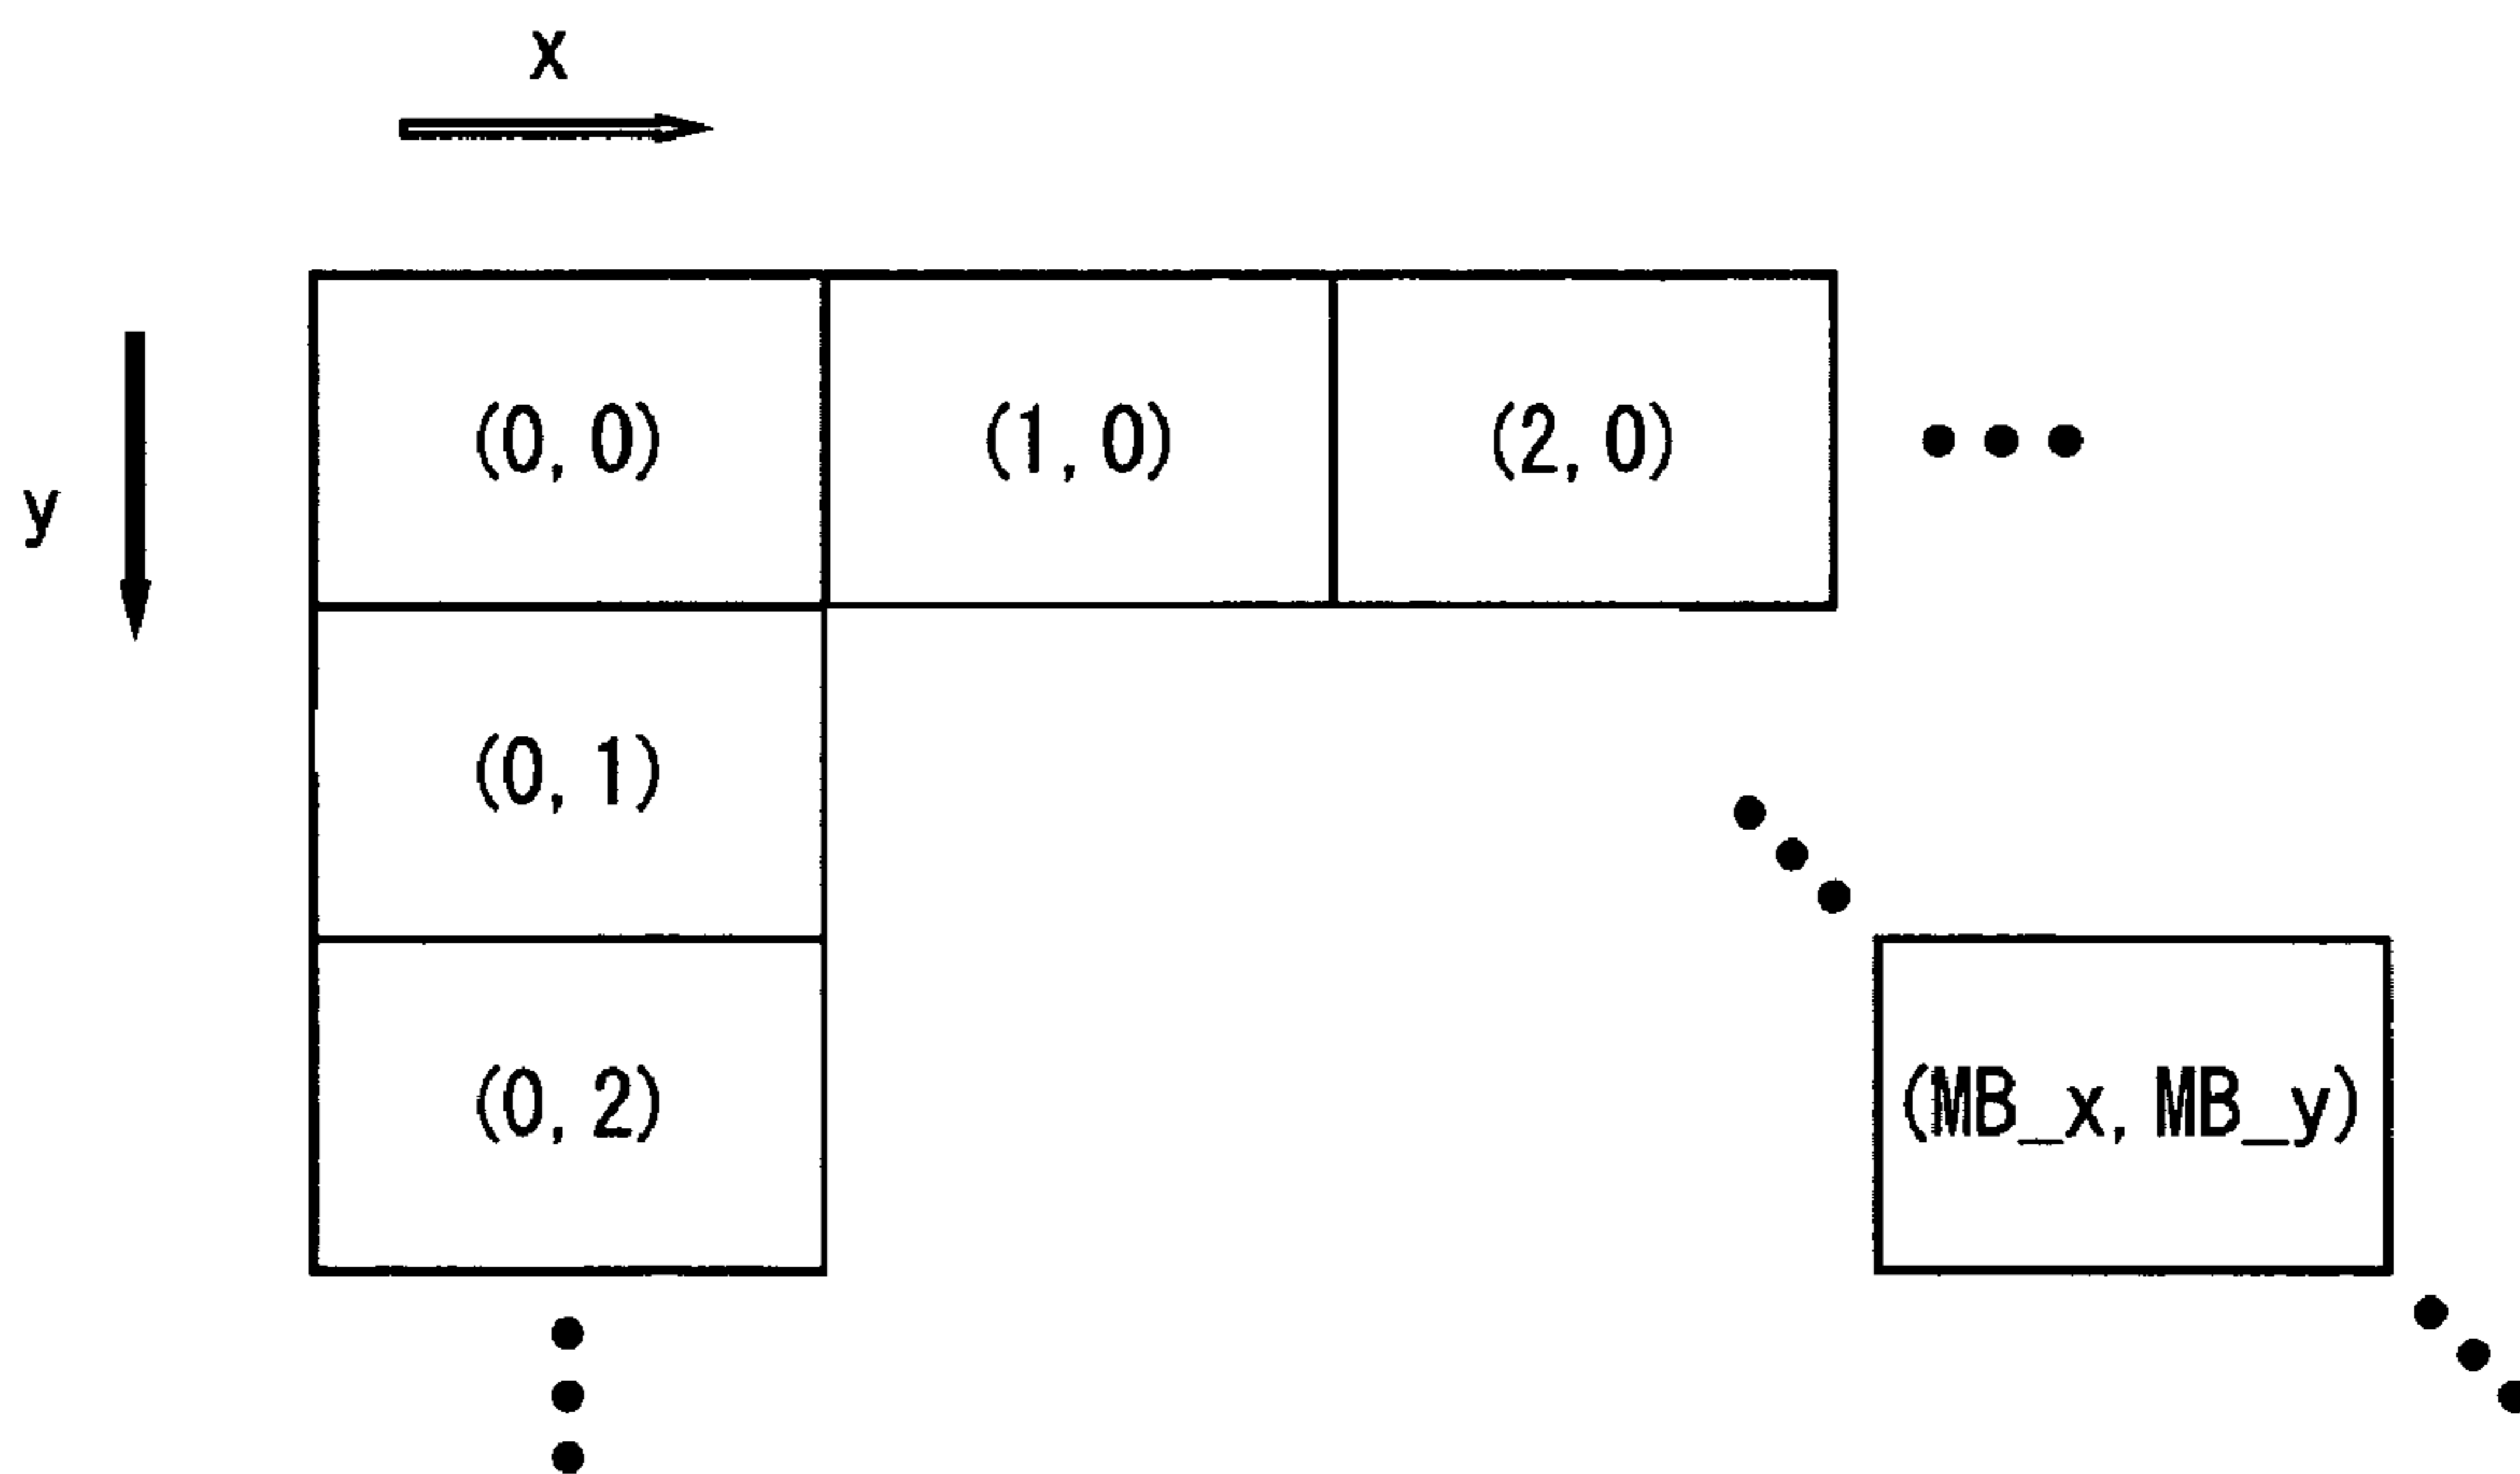 x
y
(0, 0) (1, 0) (2, 0)
(0, 1)
(0, 2)
(MB_x, MB_y)